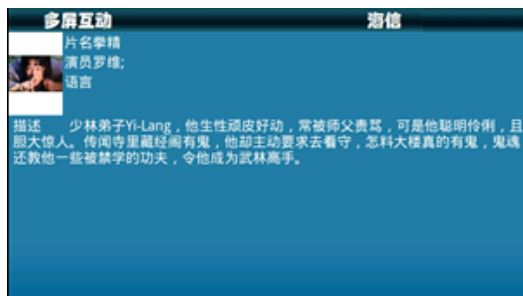 多屏互动 海信
片名拳精
演员罗维;
语言
描述 少林弟子Yi-Lang，他生性顽皮好动，常被师父责骂，可是他聪明伶俐，且
胆大惊人。传闻寺里藏经阁有鬼，他却主动要求去看守，怎料大楼真的有鬼，鬼魂
还教他一些被禁学的功夫，令他成为武林高手。